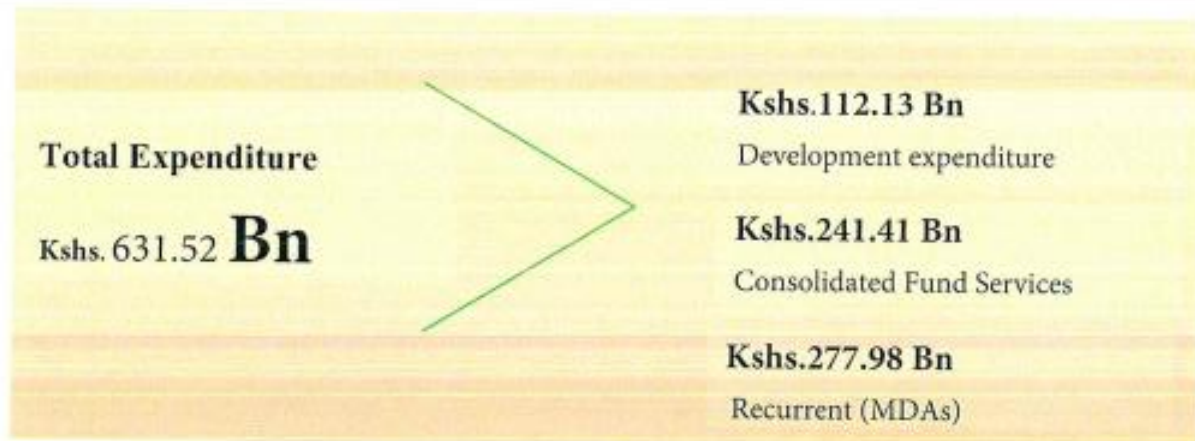 Total Expenditure
Kshs. 631.52 Bn
Kshs.112.13 Bn
Development expenditure
Kshs.241.41 Bn
Consolidated Fund Services
Kshs.277.98 Bn
Recurrent (MDAs)